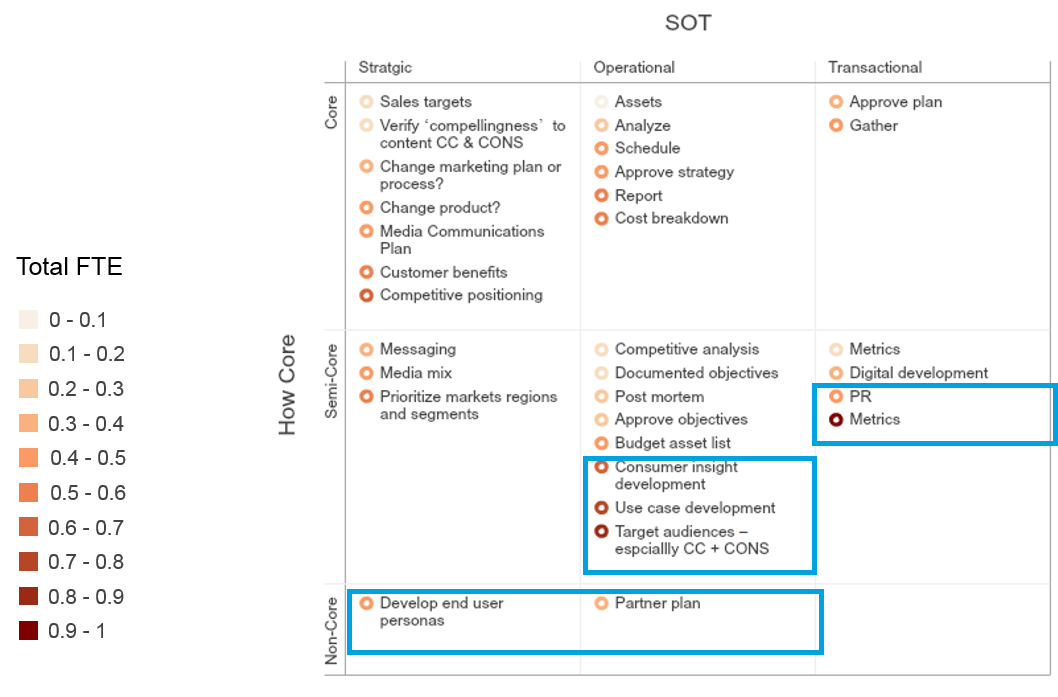 SOT
Stratgic
Operational
Transactional
Core
Sales targets
Verify ‘compellingness’ to
content CC & CONS
Change marketing plan or
process?
Change product?
Media Communications
Plan
Customer benefits
Competitive positioning
Assets
Analyze
Schedule
Approve strategy
Report
Cost breakdown
Approve plan
Gather
Total FTE
0 - 0.1
0.1 - 0.2
0.2 - 0.3
0.3 - 0.4
0.4 - 0.5
0.5 - 0.6
0.6 - 0.7
0.7 - 0.8
0.8 - 0.9
0.9 - 1
How Core
Semi-Core
Messaging
Media mix
Prioritize markets regions
and segments
Competitive analysis
Documented objectives
Post mortem
Approve objectives
Budget asset list
Consumer insight
development
Use case development
Target audiences –
espciallly CC + CONS
Metrics
Digital development
PR
Metrics
Non-Core
Develop end user
personas
Partner plan